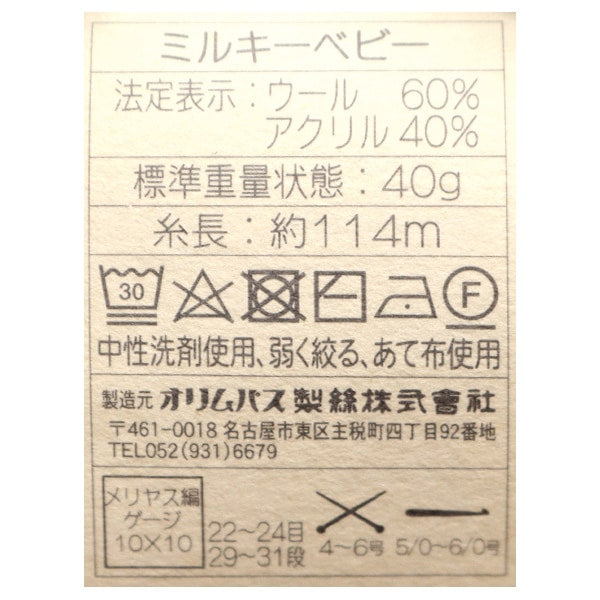 ミルキーベビー
法定表示：ウール 60%
アクリル 40%
標準重量状態：40g
糸長：約114m
30
F
中性洗剤使用、弱く絞る、あて布使用
製造元 オリムパス製絲株式會社
〒461-0018 名古屋市東区主税町四丁目92番地
TEL052(931)6679
メリヤス編
ゲージ
10×10
22〜24目
29〜31段
4〜6号
5/0〜6/0号